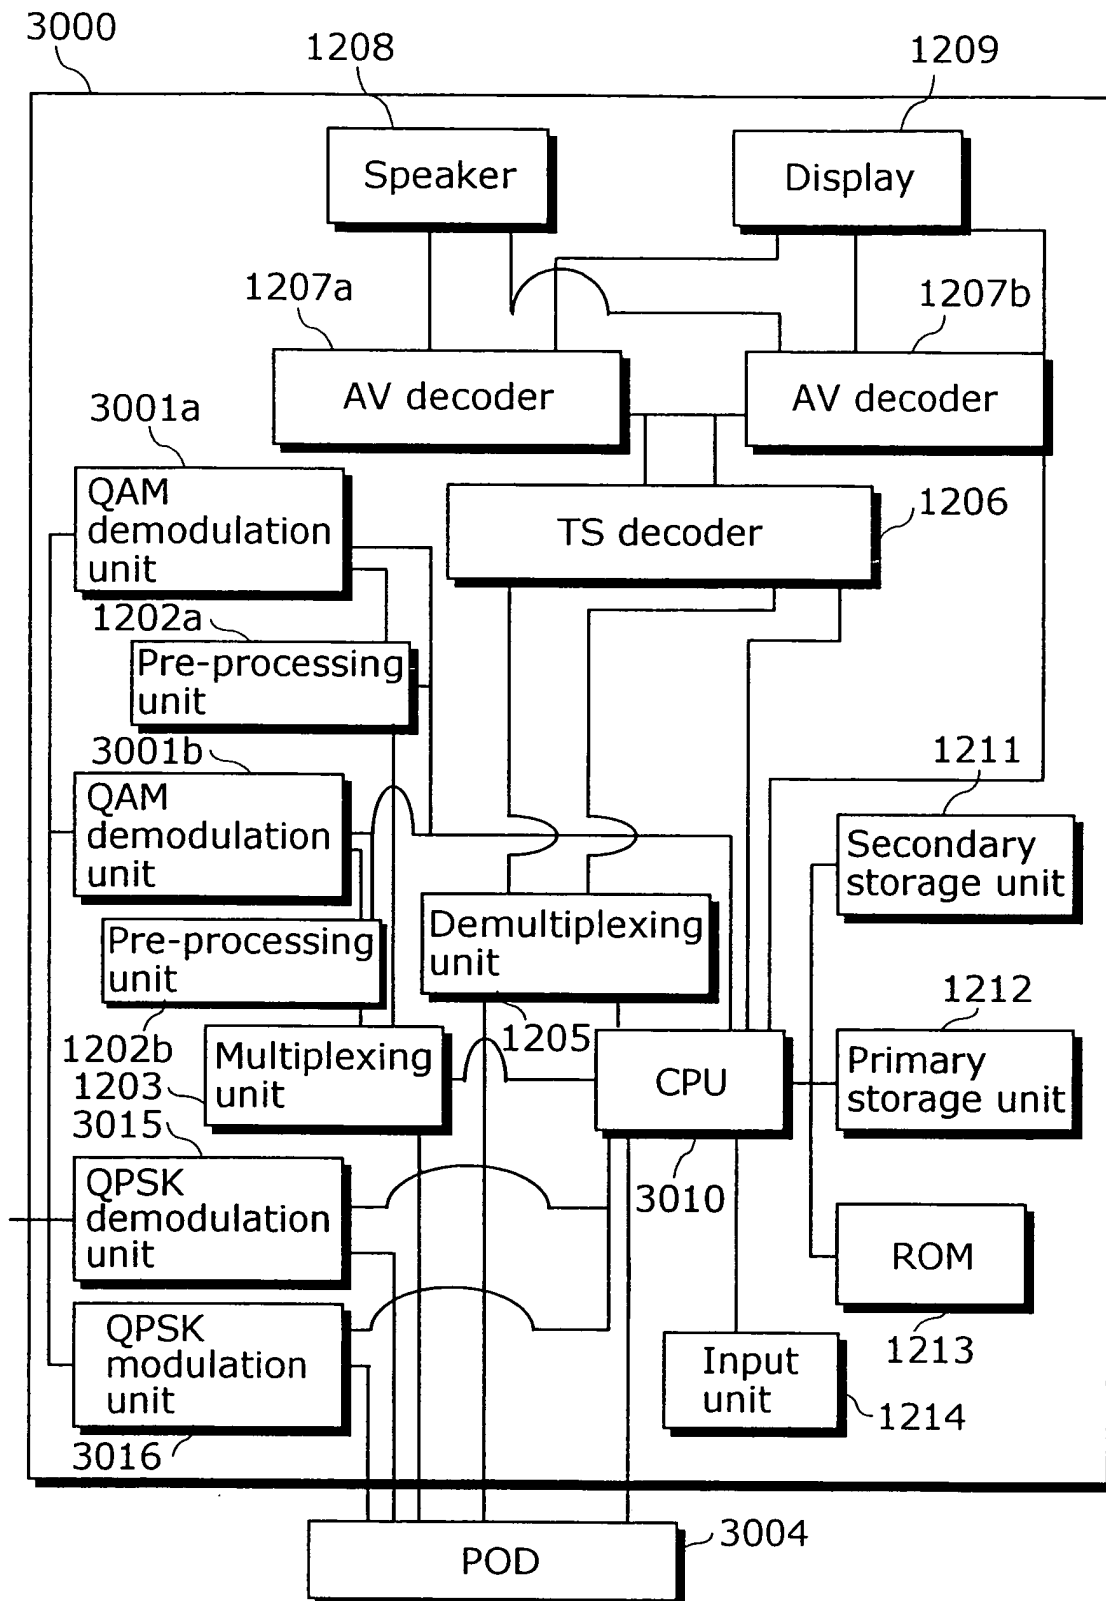 3000
1208
1209
Speaker
Display
1207a
1207b
AV decoder
AV decoder
3001a
QAM
demodulation
unit
TS decoder
1206
1202a
Pre-processing
unit
3001b
QAM
demodulation
unit
1211
Secondary
storage unit
Pre-processing
unit
Demultiplexing
unit
1202b
1205
1212
1203
Multiplexing
unit
CPU
Primary
storage unit
3015
QPSK
demodulation
unit
3010
ROM
1213
QPSK
modulation
unit
Input
unit
1214
3016
POD
3004